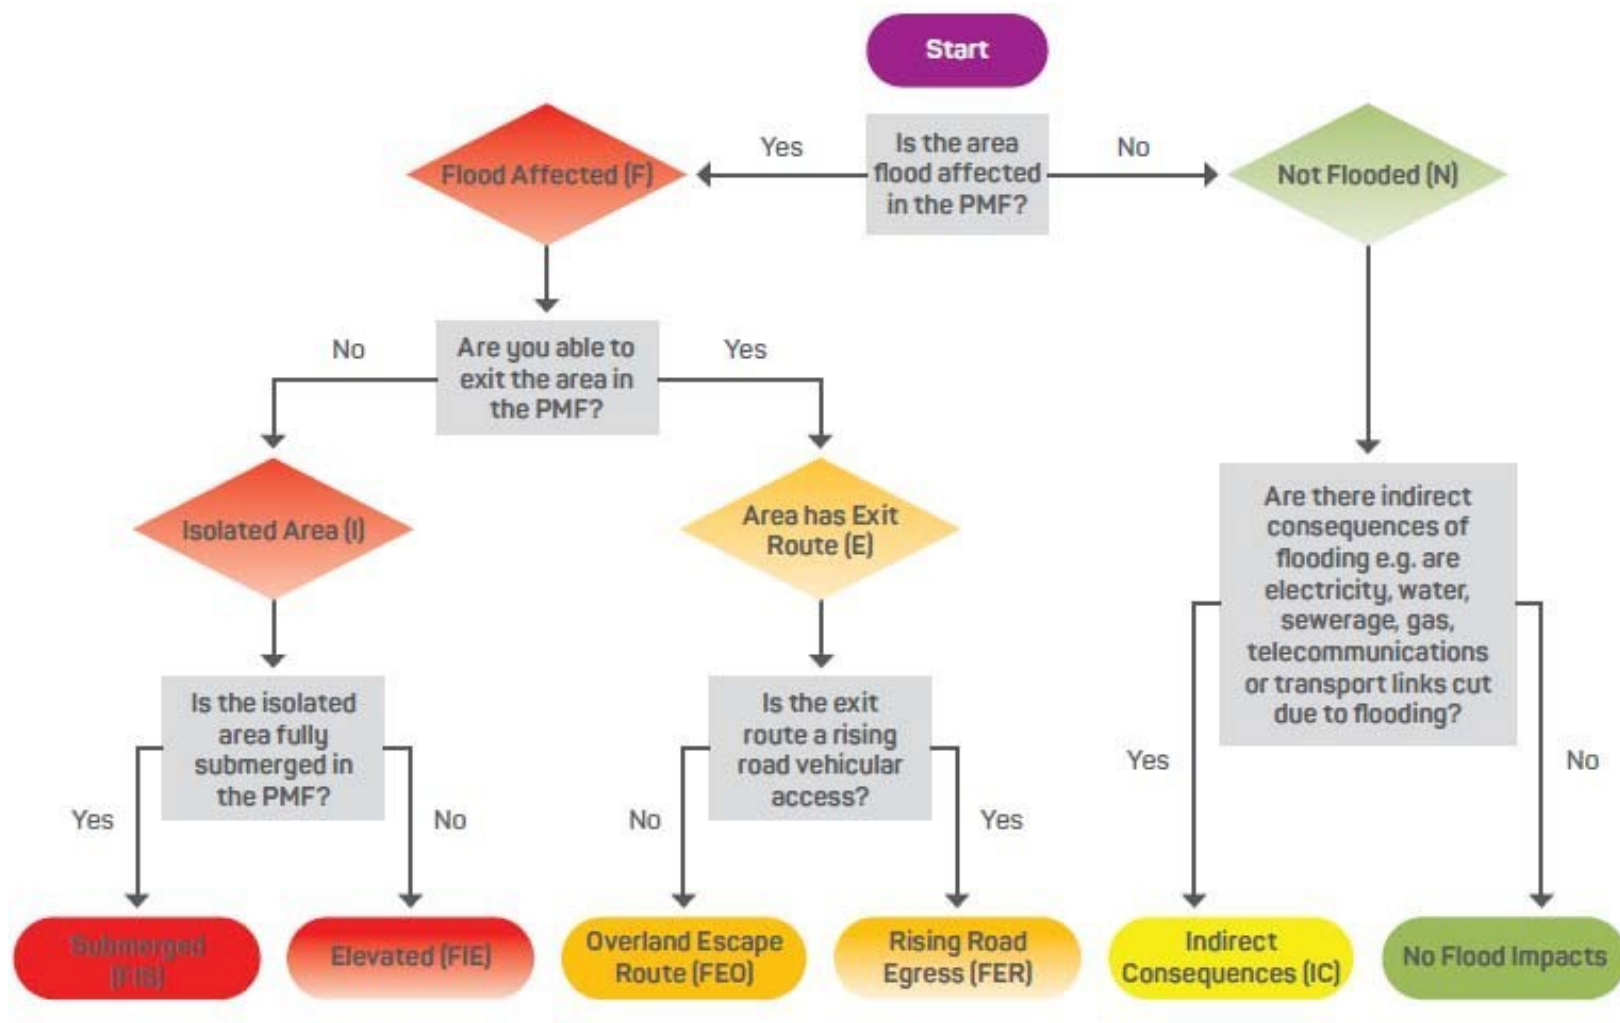 Start
Yes
Is the area
flood affected
in the PMF?
No
Flood Affected (F)
Not Flooded (N)
No
Are you able to
exit the area in
the PMF?
Yes
Isolated Area (I)
Area has Exit
Route (E)
Are there indirect
consequences of
flooding e.g. are
electricity, water,
sewerage, gas,
telecommunications
or transport links cut
due to flooding?
Is the isolated
area fully
submerged in
the PMF?
Is the exit
route a rising
road vehicular
access?
Yes
No
No
Yes
Yes
No
Submerged
(FIS)
Elevated (FIE)
Overland Escape
Route (FEO)
Rising Road
Egress (FER)
Indirect
Consequences (IC)
No Flood Impacts